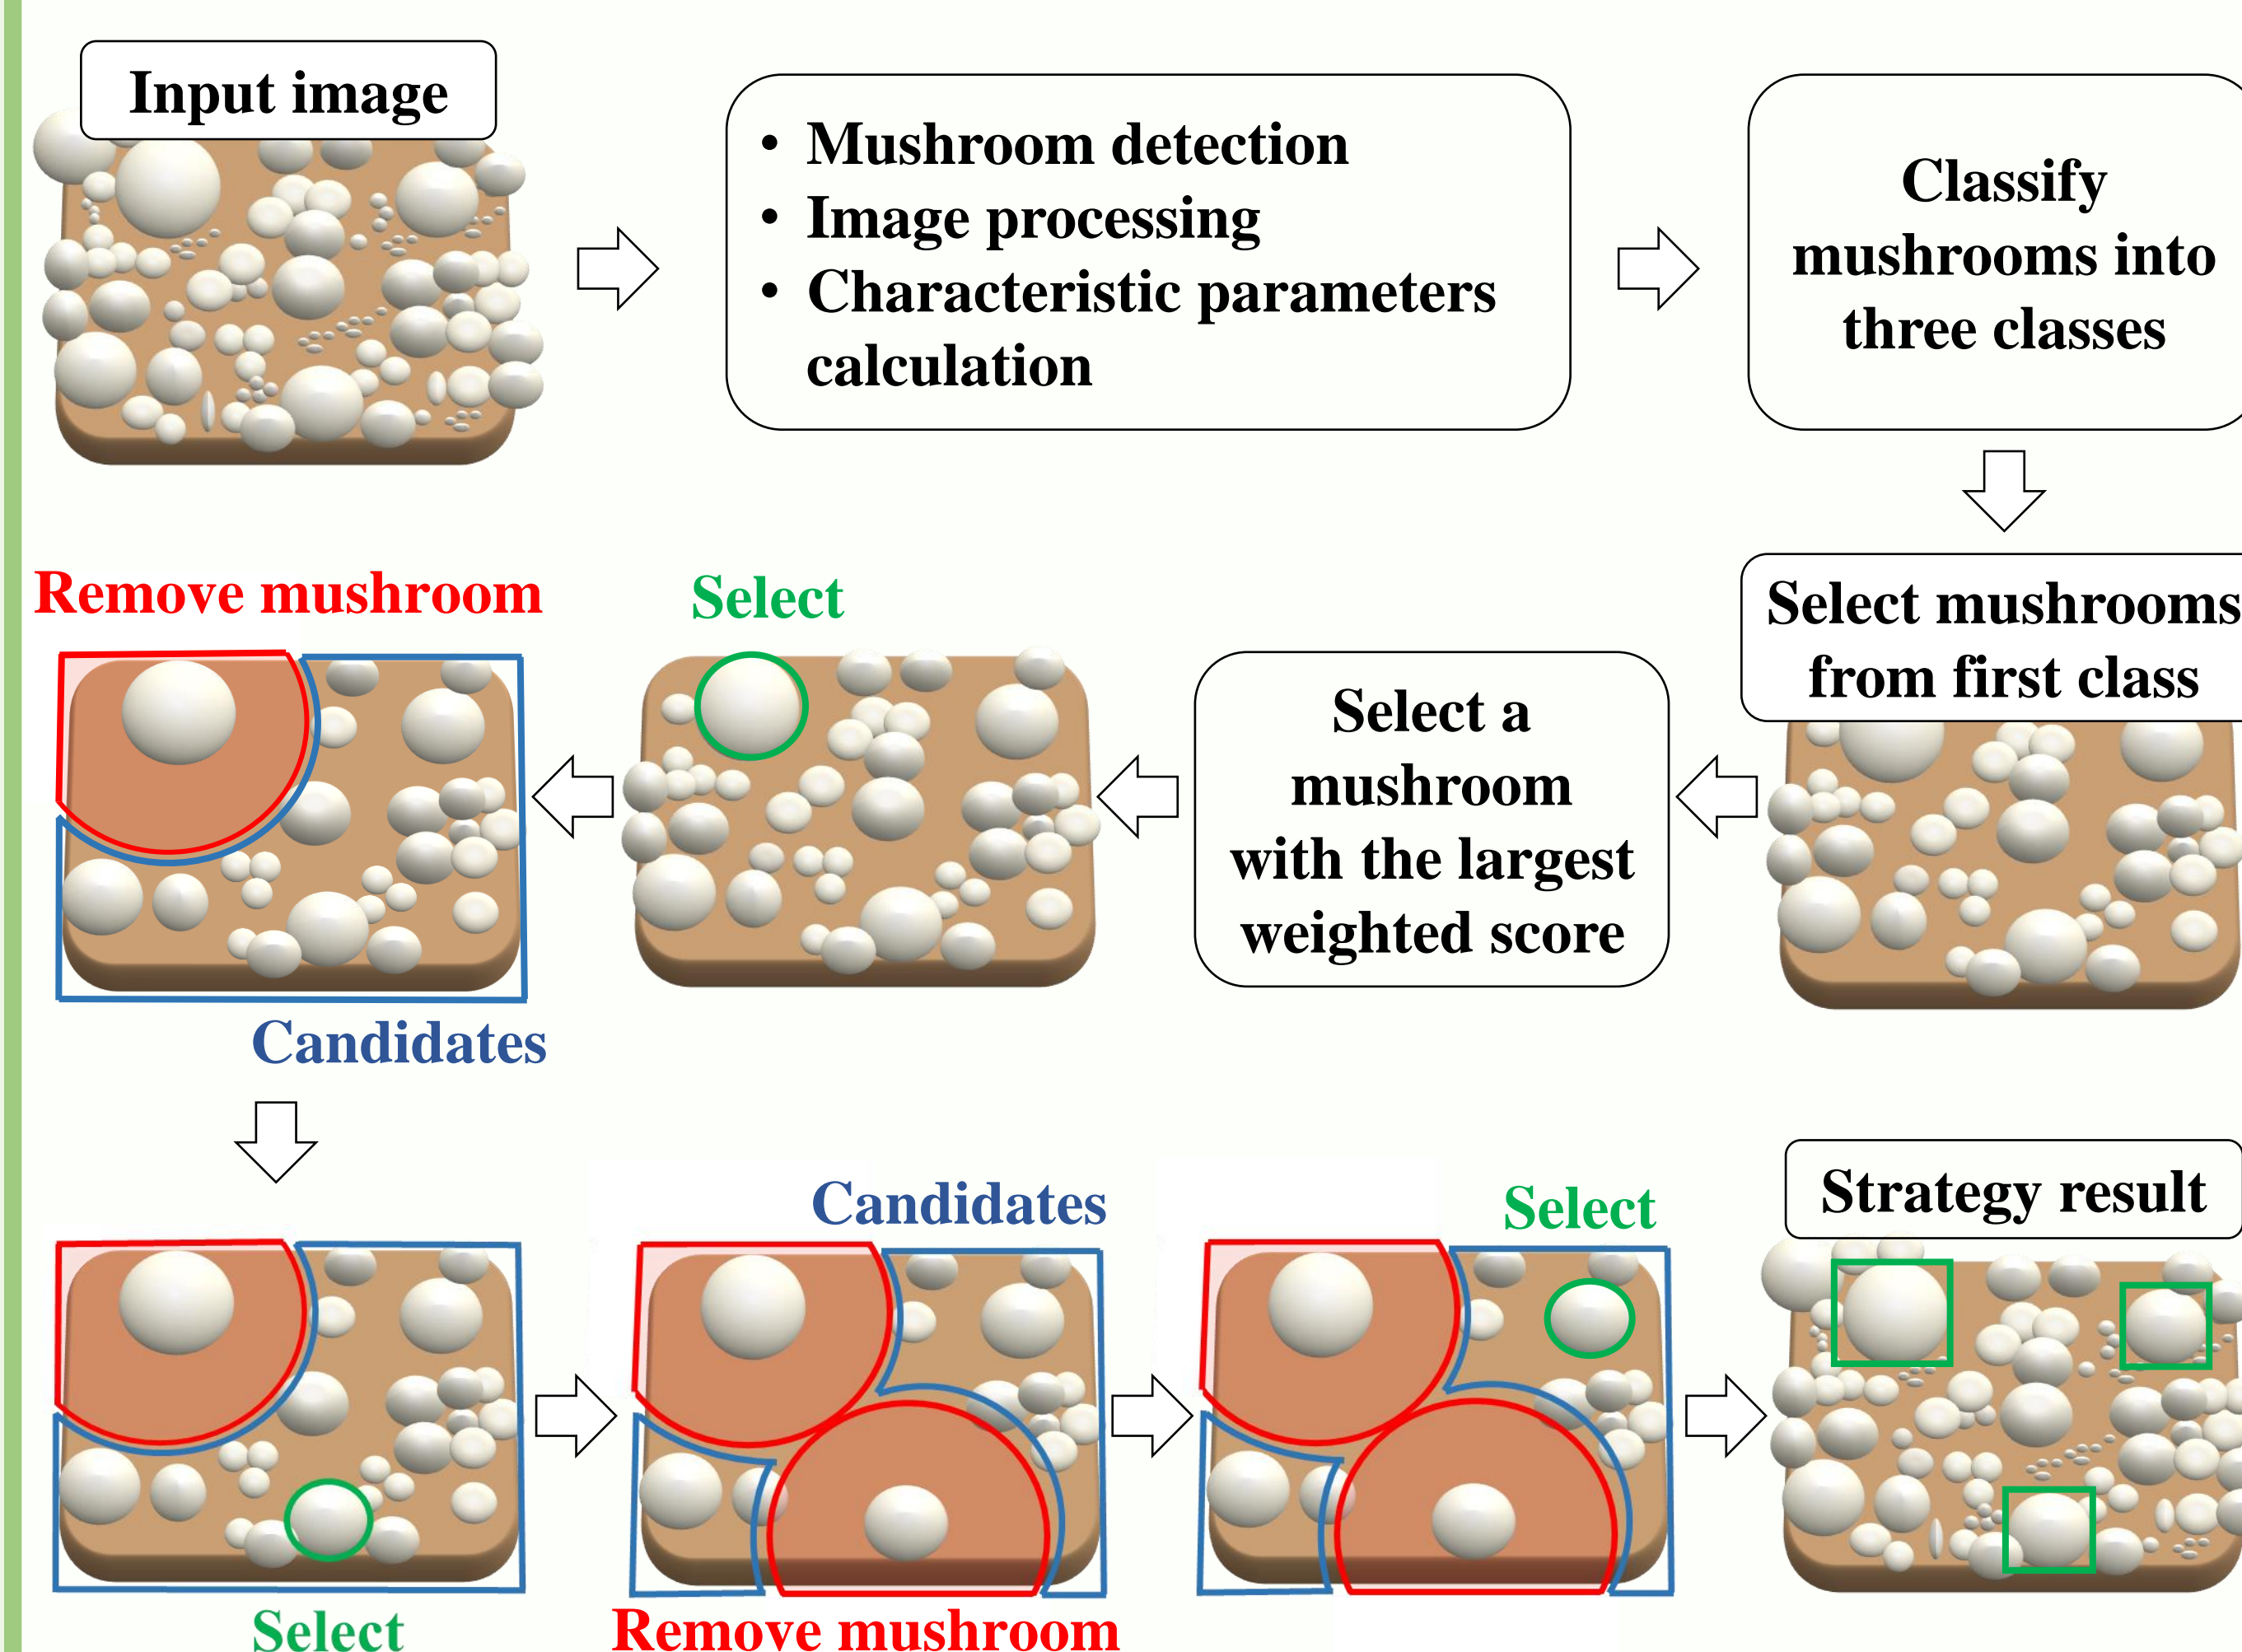 Input image
• Mushroom detection
• Image processing
• Characteristic parameters
calculation
Classify
mushrooms into
three classes
Select mushrooms
from first class
Select a
mushroom
with the largest
weighted score
Select
Remove mushroom
Candidates
Select
Candidates
Remove mushroom
Select
Strategy result